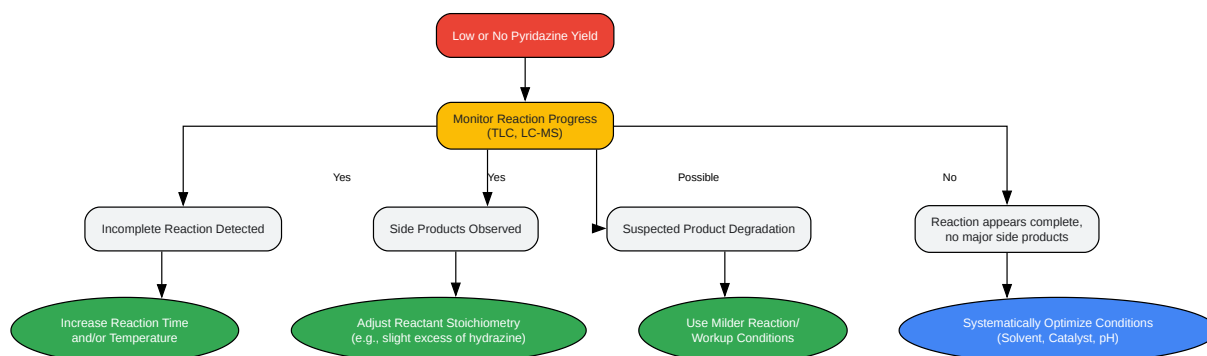 Low or No Pyridazine Yield
Monitor Reaction Progress
(TLC, LC-MS)
Yes
Yes
Possible
No
Incomplete Reaction Detected
Side Products Observed
Suspected Product Degradation
Reaction appears complete,
no major side products
Increase Reaction Time
and/or Temperature
Adjust Reactant Stoichiometry
(e.g., slight excess of hydrazine)
Use Milder Reaction/
Workup Conditions
Systematically Optimize Conditions
(Solvent, Catalyst, pH)